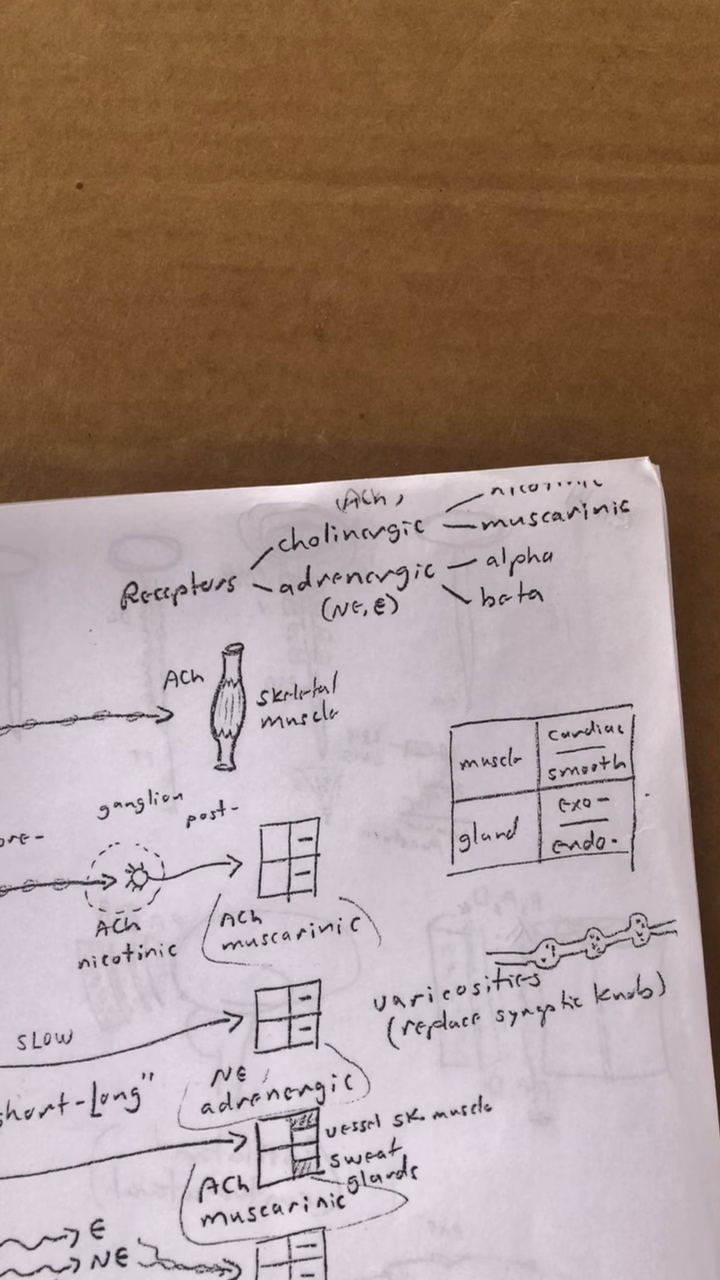 (ACh,
cholinergic
muscarinic
Receptors
adrenergic
alpha
(NE, E)
beta
ACh
skeletal
muscle
muscle
cardiac
smooth
gland
exo-
endo-
ganglion
post-
ACh
nicotinic
ACh
muscarinic
varicosities
(replace synaptic knob)
SLOW
NE
adrenergic
short-Long"
vessel sk. muscle
sweat
glands
ACh
muscarinic
E
NE